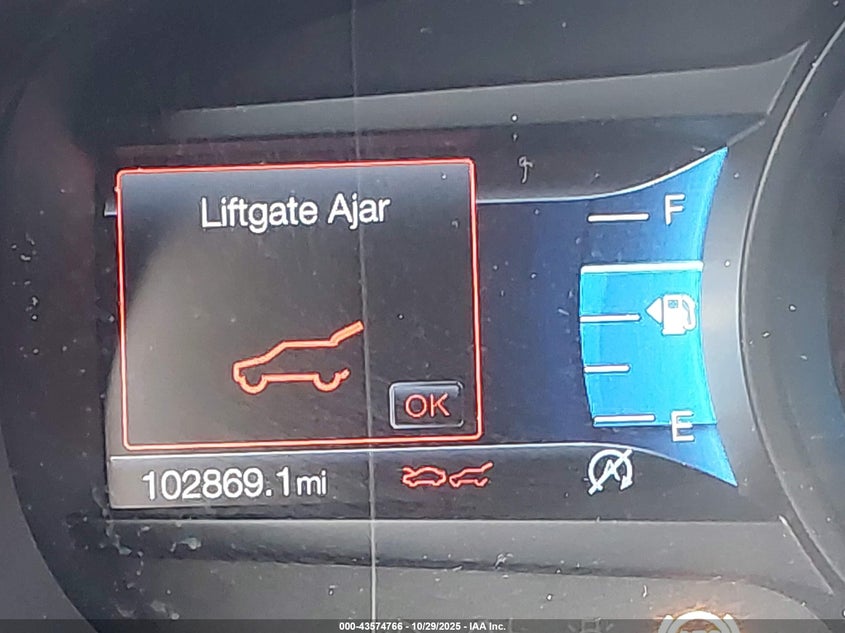 Liftgate Ajar
OK
F
E
102869.1mi
000-43574766 - 10/29/2025 - IAA Inc.